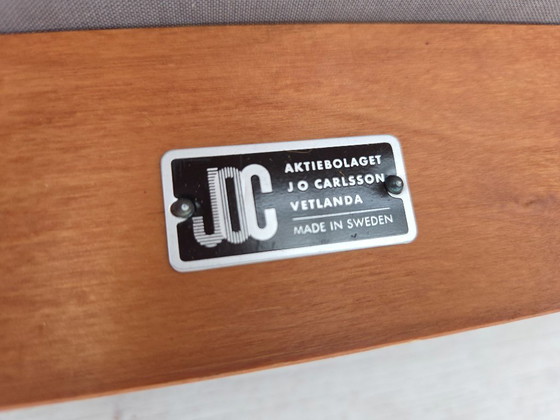 JOC
AKTIEBOLAGET
J O CARLSSON
VETLANDA
MADE IN SWEDEN